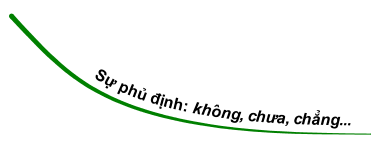 Sự phủ định: không, chưa, chẳng...